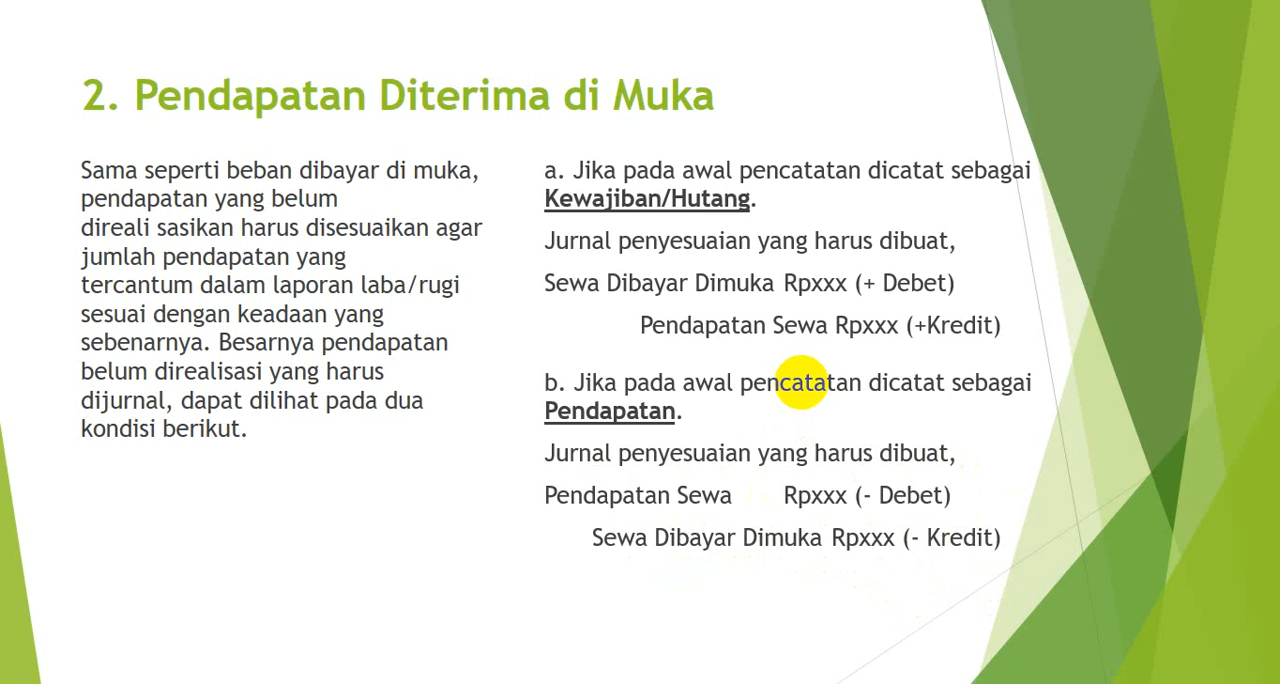 2. Pendapatan Diterima di Muka
Sama seperti beban dibayar di muka,
pendapatan yang belum
direali sasikan harus disesuaikan agar
jumlah pendapatan yang
tercantum dalam laporan laba/rugi
sesuai dengan keadaan yang
sebenarnya. Besarnya pendapatan
belum direalisasi yang harus
dijurnal, dapat dilihat pada dua
kondisi berikut.
a. Jika pada awal pencatatan dicatat sebagai
Kewajiban/Hutang.
Jurnal penyesuaian yang harus dibuat,
Sewa Dibayar Dimuka Rpxxx (+ Debet)
Pendapatan Sewa Rpxxx (+Kredit)
b. Jika pada awal pencatatan dicatat sebagai
Pendapatan.
Jurnal penyesuaian yang harus dibuat,
Pendapatan Sewa Rpxxx (- Debet)
Sewa Dibayar Dimuka Rpxxx (- Kredit)